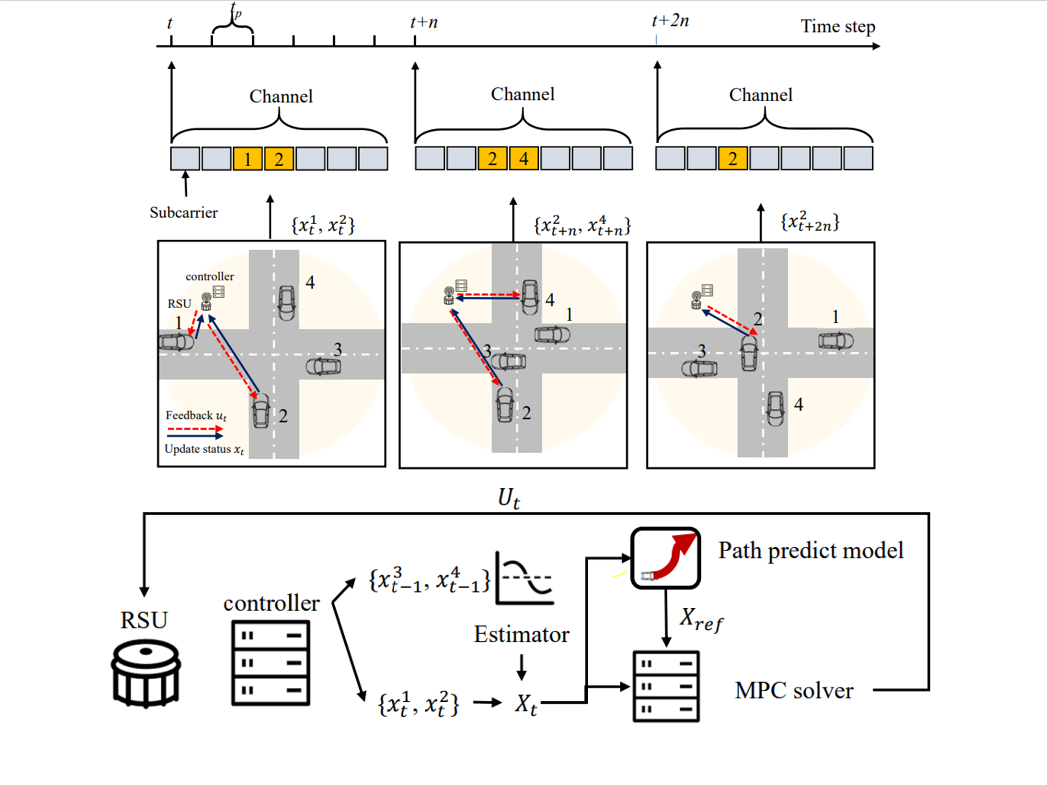 t
t_p
t+n
t+2n
Time step
Channel
Channel
Channel
1 2
2 4
2
Subcarrier
{x_t^1, x_t^2}
{x_{t+n}^2, x_{t+n}^4}
{x_{t+2n}^2}
controller
RSU
1
4
3
2
Feedback u_t
Update status x_t
4
1
3
2
2
1
3
4
U_t
RSU
controller
{x_{t-1}^3, x_{t-1}^4}
Estimator
{x_t^1, x_t^2}
X_t
Path predict model
X_{ref}
MPC solver